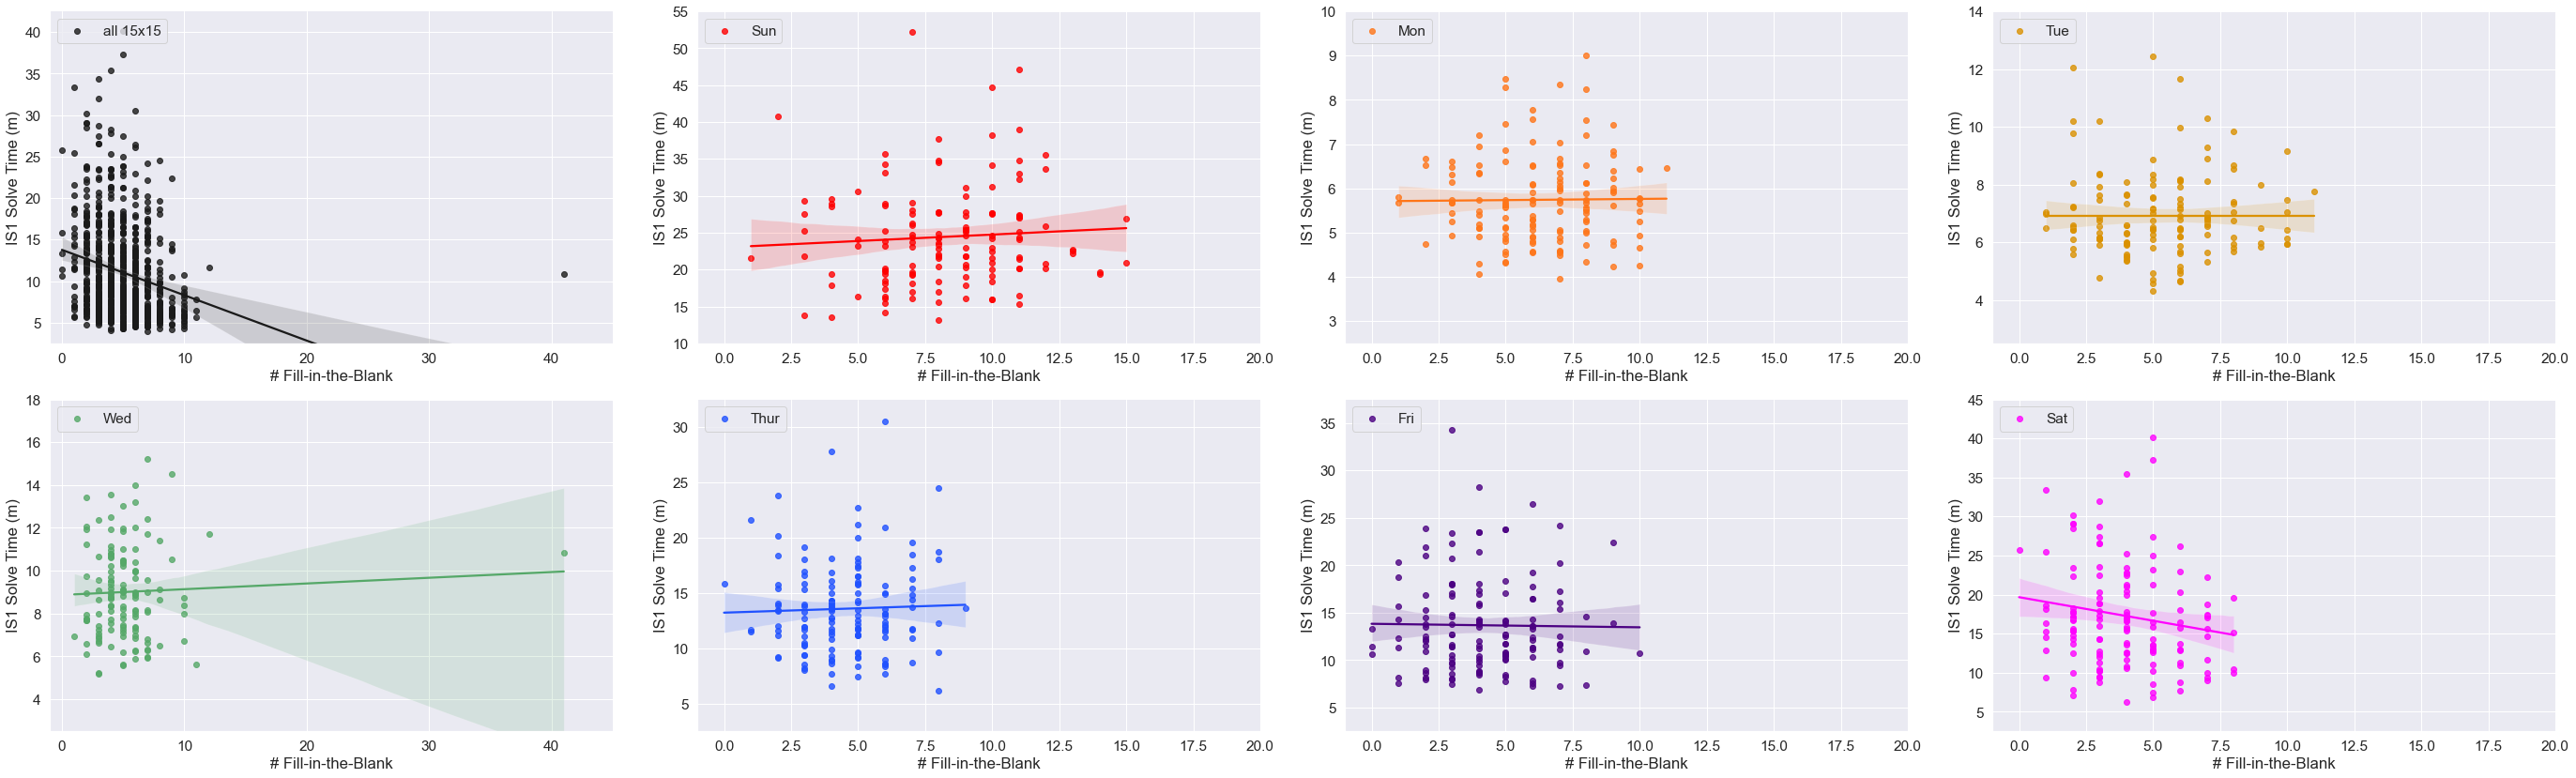 all 15x15
IS1 Solve Time (m)
40
35
30
25
20
15
10
5
0 10 20 30 40
# Fill-in-the-Blank
Sun
IS1 Solve Time (m)
55
50
45
40
35
30
25
20
15
10
0.0 2.5 5.0 7.5 10.0 12.5 15.0 17.5 20.0
# Fill-in-the-Blank
Mon
IS1 Solve Time (m)
10
9
8
7
6
5
4
3
0.0 2.5 5.0 7.5 10.0 12.5 15.0 17.5 20.0
# Fill-in-the-Blank
Tue
IS1 Solve Time (m)
14
12
10
8
6
4
0.0 2.5 5.0 7.5 10.0 12.5 15.0 17.5 20.0
# Fill-in-the-Blank
Wed
IS1 Solve Time (m)
18
16
14
12
10
8
6
4
0 10 20 30 40
# Fill-in-the-Blank
Thur
IS1 Solve Time (m)
30
25
20
15
10
5
0.0 2.5 5.0 7.5 10.0 12.5 15.0 17.5 20.0
# Fill-in-the-Blank
Fri
IS1 Solve Time (m)
35
30
25
20
15
10
5
0.0 2.5 5.0 7.5 10.0 12.5 15.0 17.5 20.0
# Fill-in-the-Blank
Sat
IS1 Solve Time (m)
45
40
35
30
25
20
15
10
5
0.0 2.5 5.0 7.5 10.0 12.5 15.0 17.5 20.0
# Fill-in-the-Blank